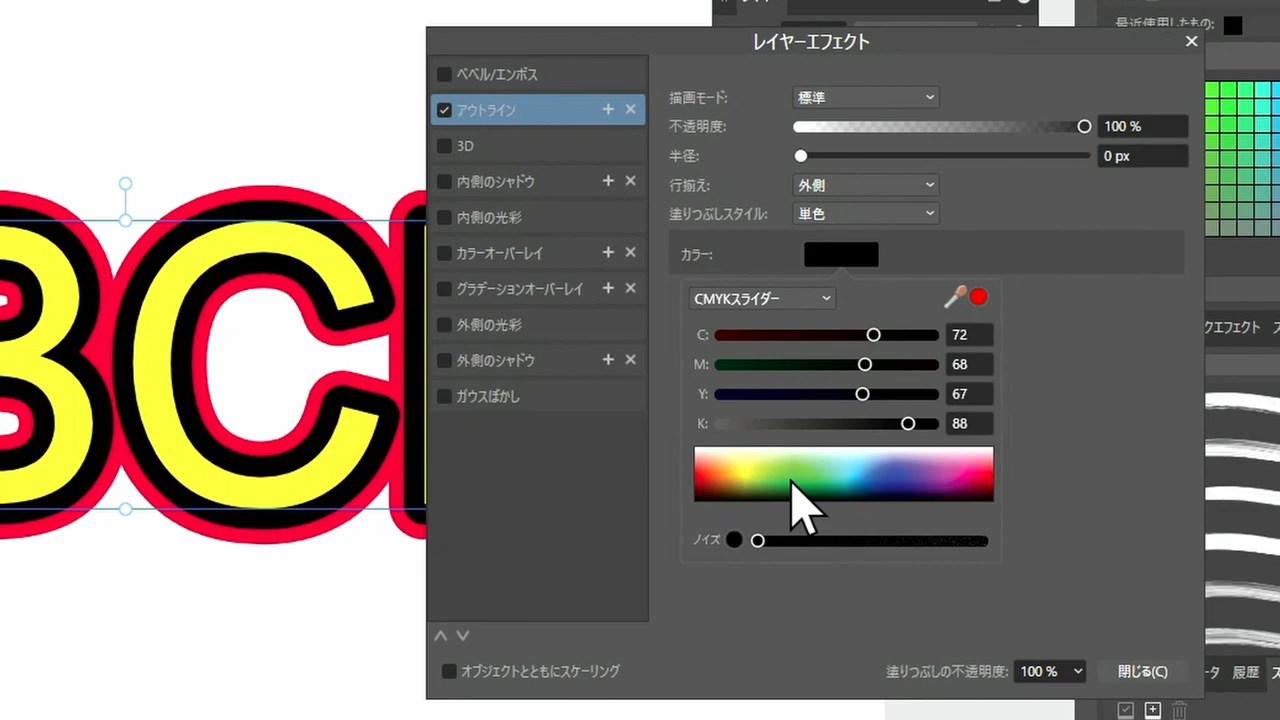 最近使用したもの:
レイヤーエフェクト
ベベル/エンボス
アウトライン
3D
内側のシャドウ
内側の光彩
カラーオーバーレイ
グラデーションオーバーレイ
外側の光彩
外側のシャドウ
ガウスぼかし
描画モード: 標準
不透明度: 100 %
半径: 0 px
行揃え: 外側
塗りつぶしスタイル: 単色
カラー:
CMYKスライダー
C: 72
M: 68
Y: 67
K: 88
ノイズ
オブジェクトとともにスケーリング
塗りつぶしの不透明度: 100 %
閉じる(C)
BC
クエフェクト
タ 履歴